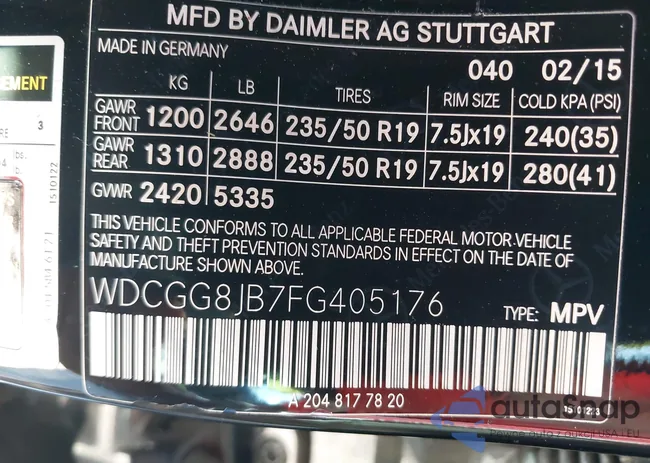 MFD BY DAIMLER AG STUTTGART
MADE IN GERMANY
040 02/15
KG LB TIRES RIM SIZE COLD KPA (PSI)
GAWR FRONT 1200 2646 235/50 R19 7.5Jx19 240(35)
GAWR REAR 1310 2888 235/50 R19 7.5Jx19 280(41)
GVWR 2420 5335
THIS VEHICLE CONFORMS TO ALL APPLICABLE FEDERAL MOTOR VEHICLE
SAFETY AND THEFT PREVENTION STANDARDS IN EFFECT ON THE DATE OF
MANUFACTURE SHOWN ABOVE.
WDCGG8JB7FG405176 TYPE: MPV
A 204 817 78 20
1510122
3
autoSnap